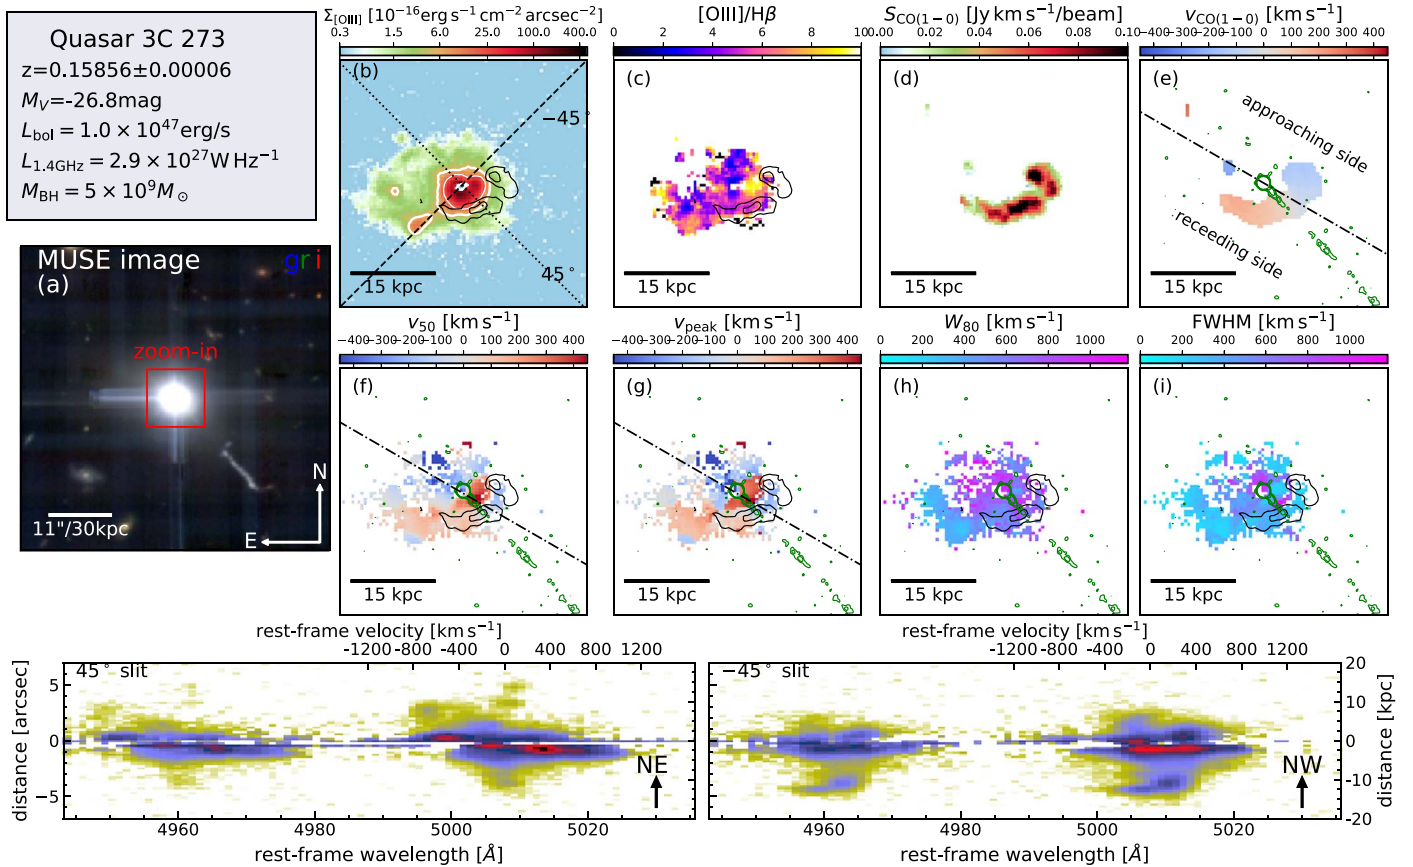 Quasar 3C 273
z=0.15856±0.00006
M_V=-26.8mag
L_bol = 1.0 × 10^47 erg/s
L_1.4GHz = 2.9 × 10^27 W Hz^−1
M_BH = 5 × 10^9 M_⊙
Σ_[OIII] [10^−16 erg s^−1 cm^−2 arcsec^−2]
0.3 1.5 6.0 25.0 100.0 400.0
(b)
−45°
45°
15 kpc
[OIII]/Hβ
0 2 4 6 8 10
(c)
15 kpc
S_CO(1−0) [Jy km s^−1/beam]
0.00 0.02 0.04 0.06 0.08 0.10
(d)
15 kpc
v_CO(1−0) [km s^−1]
−400 −300 −200 −100 0 100 200 300 400
(e)
approaching side
receeding side
15 kpc
MUSE image
gri
(a)
zoom-in
11"/30kpc
N
E
v_50 [km s^−1]
−400 −300 −200 −100 0 100 200 300 400
(f)
15 kpc
v_peak [km s^−1]
−400 −300 −200 −100 0 100 200 300 400
(g)
15 kpc
W_80 [km s^−1]
0 200 400 600 800 1000
(h)
15 kpc
FWHM [km s^−1]
0 200 400 600 800 1000
(i)
15 kpc
rest-frame velocity [km s^−1]
-1200 -800 -400 0 400 800 1200
45° slit
distance [arcsec]
5
0
−5
NE
4960 4980 5000 5020
rest-frame wavelength [Å]
rest-frame velocity [km s^−1]
-1200 -800 -400 0 400 800 1200
−45° slit
20
10
0
-10
-20
distance [kpc]
NW
4960 4980 5000 5020
rest-frame wavelength [Å]